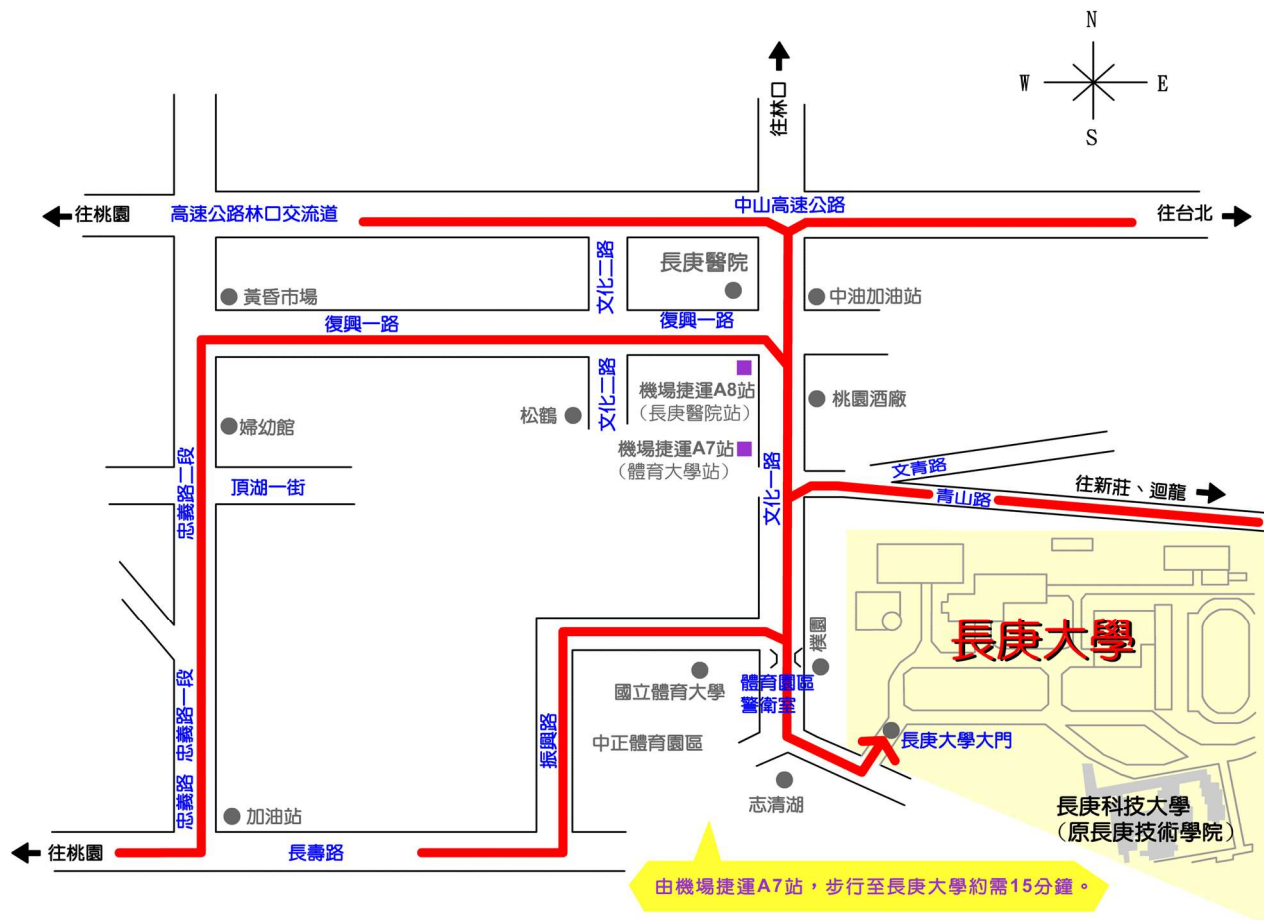 N
W
E
S
往林口
往桃園
高速公路林口交流道
中山高速公路
往台北
文化二路
長庚醫院
黃昏市場
中油加油站
復興一路
復興一路
文化二路
機場捷運A8站
（長庚醫院站）
桃園酒廠
松鶴
婦幼館
機場捷運A7站
（體育大學站）
文化一路
文青路
忠義路二段
頂湖一街
青山路
往新莊、迴龍
長庚大學
樸園
國立體育大學
體育園區
警衛室
忠義路一段
振興路
中正體育園區
長庚大學大門
忠義路
加油站
志清湖
長庚科技大學
（原長庚技術學院）
往桃園
長壽路
由機場捷運A7站，步行至長庚大學約需15分鐘。